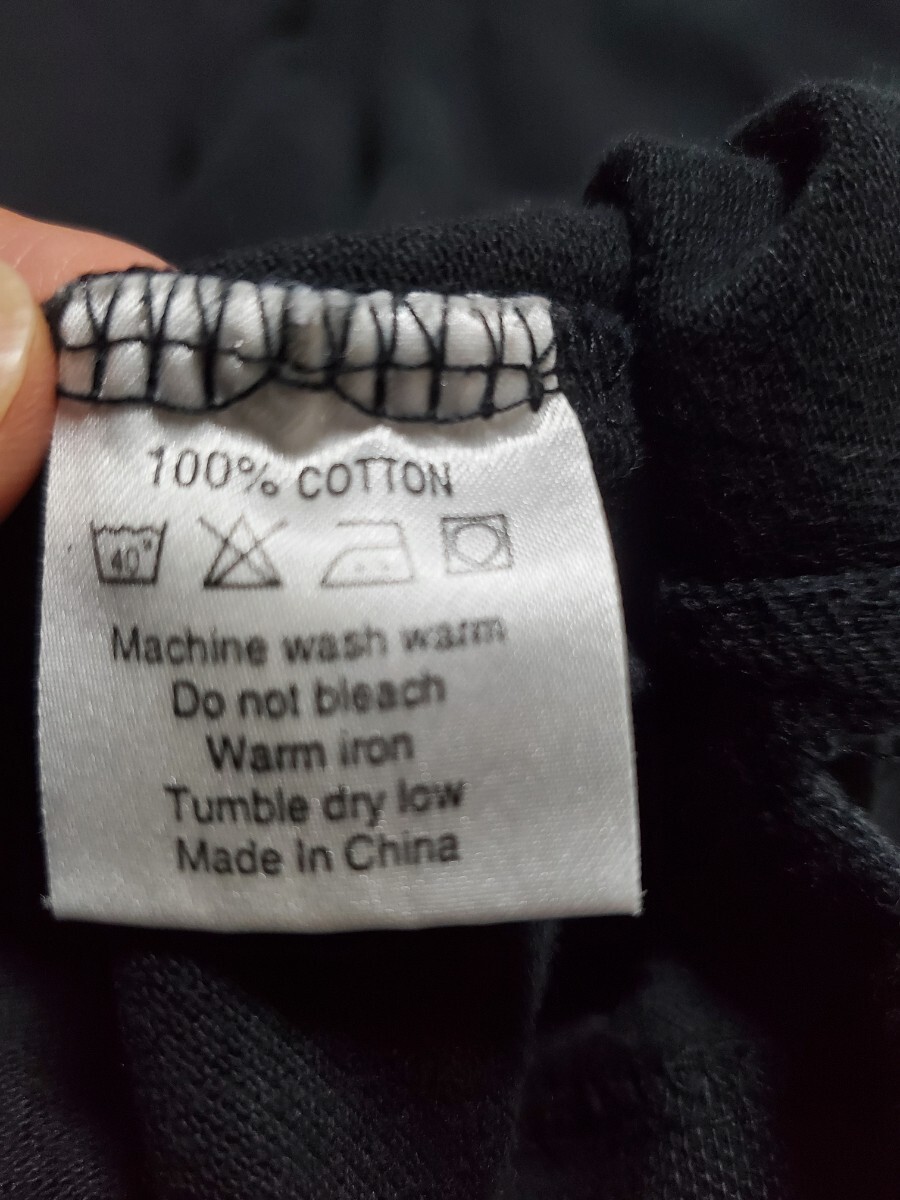 100% COTTON
40°
Machine wash warm
Do not bleach
Warm iron
Tumble dry low
Made In China